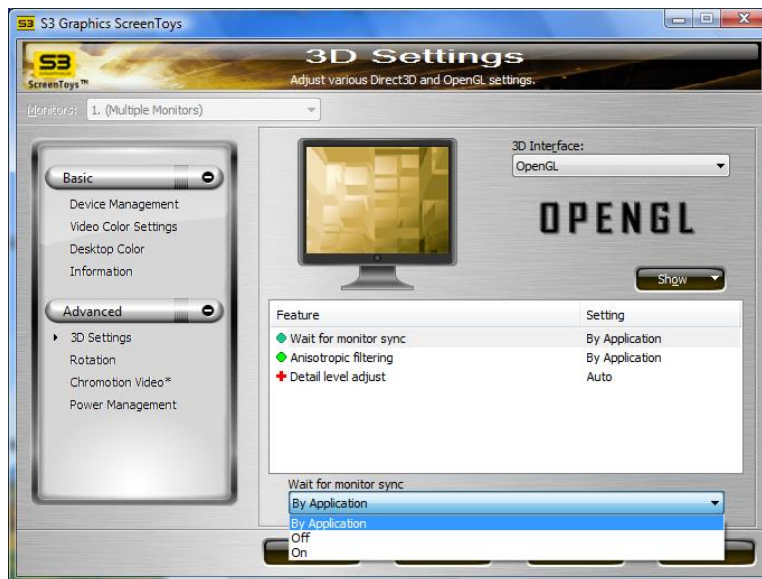 S3 S3 Graphics ScreenToys
S3
ScreenToys™
3D Settings
Adjust various Direct3D and OpenGL settings.
Monitors: 1. (Multiple Monitors)
Basic
Device Management
Video Color Settings
Desktop Color
Information
Advanced
3D Settings
Rotation
Chromotion Video*
Power Management
3D Interface:
OpenGL
OPENGL
Show
Feature Setting
Wait for monitor sync By Application
Anisotropic filtering By Application
Detail level adjust Auto
Wait for monitor sync
By Application
By Application
Off
On